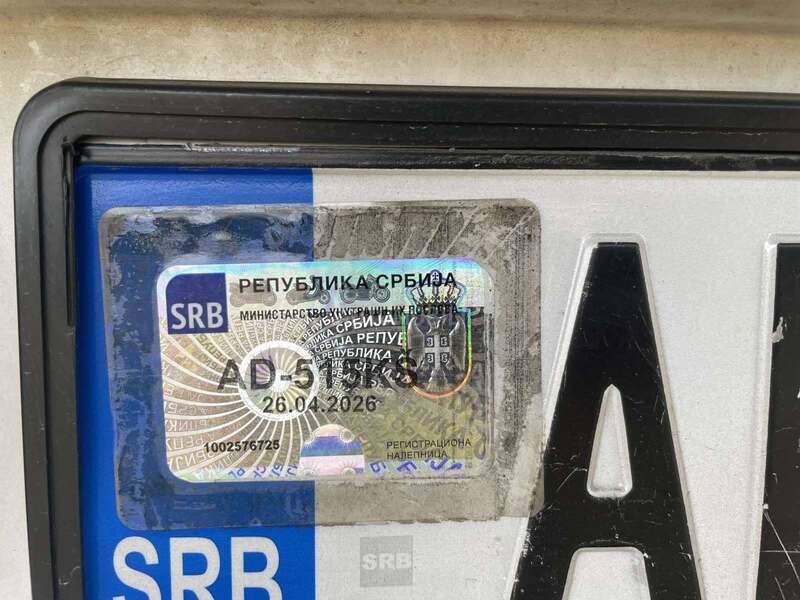 РЕПУБЛИКА СРБИЈА
SRB
МИНИСТАРСТВО УНУТРАШЊИХ ПОСЛОВА
AD-515KS
26.04.2026
1002576725
РЕГИСТРАЦИОНА
НАЛЕПНИЦА
SRB
SRB
A